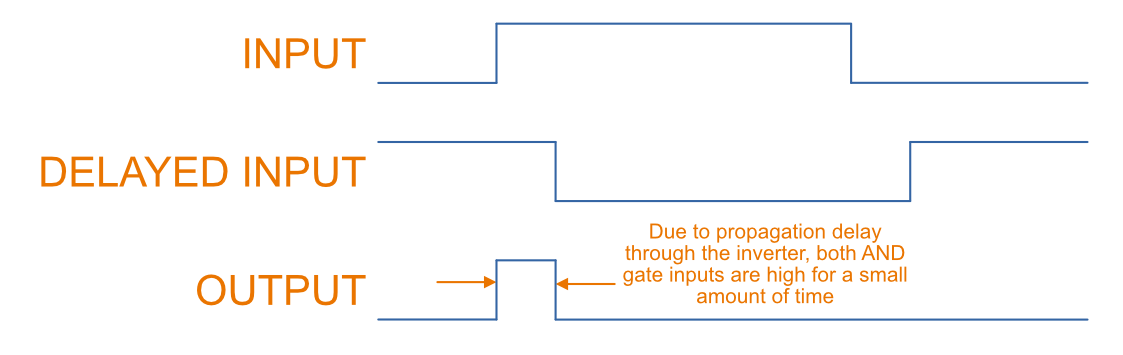 INPUT
DELAYED INPUT
Due to propagation delay
through the inverter, both AND
gate inputs are high for a small
amount of time
OUTPUT